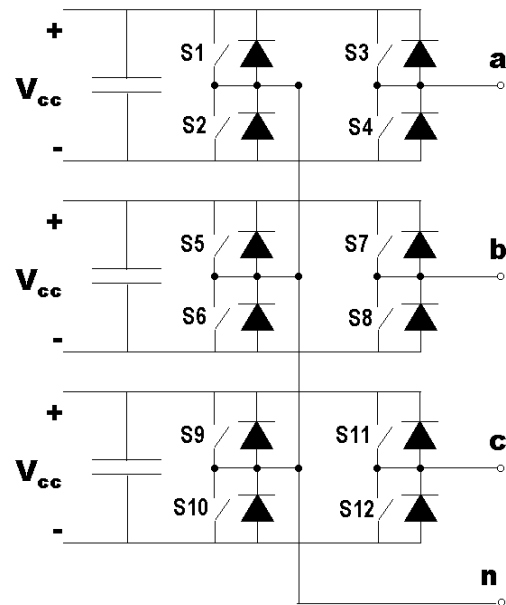 +
S1
S3
a
Vcc
S2
S4
-
+
S5
S7
b
Vcc
S6
S8
-
+
S9
S11
c
Vcc
S10
S12
-
n